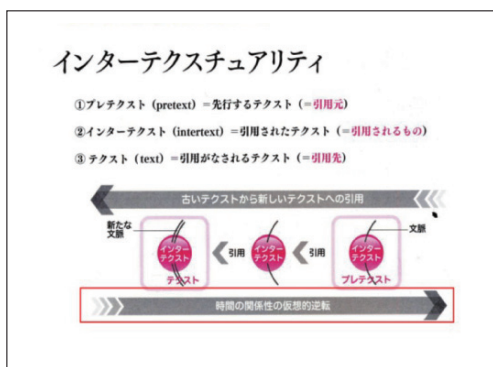 インターテクスチュアリティ
①プレテクスト（pretext）＝先行するテクスト（＝引用元）
②インターテクスト（intertext）＝引用されたテクスト（＝引用されるもの）
③テクスト（text）＝引用がなされるテクスト（＝引用先）
古いテクストから新しいテクストへの引用
新たな
文脈
インター
テクスト
テクスト
引用
インター
テクスト
引用
インター
テクスト
プレテクスト
文脈
時間の関係性の仮想的逆転